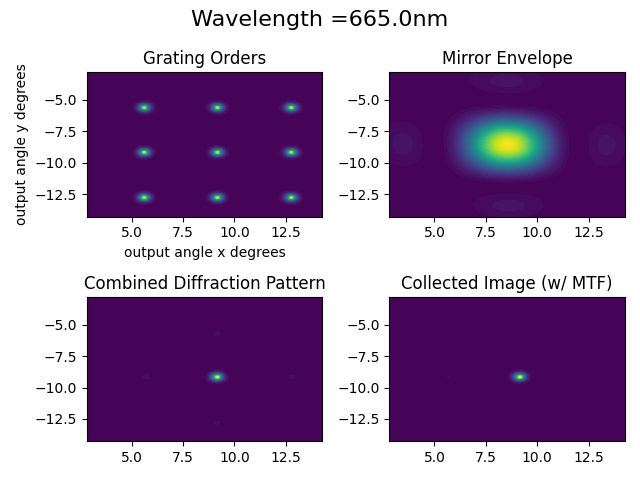 Wavelength =665.0nm
Grating Orders
Mirror Envelope
output angle y degrees
−5.0
−7.5
−10.0
−12.5
5.0 7.5 10.0 12.5
output angle x degrees
−5.0
−7.5
−10.0
−12.5
5.0 7.5 10.0 12.5
Combined Diffraction Pattern
Collected Image (w/ MTF)
−5.0
−7.5
−10.0
−12.5
5.0 7.5 10.0 12.5
−5.0
−7.5
−10.0
−12.5
5.0 7.5 10.0 12.5